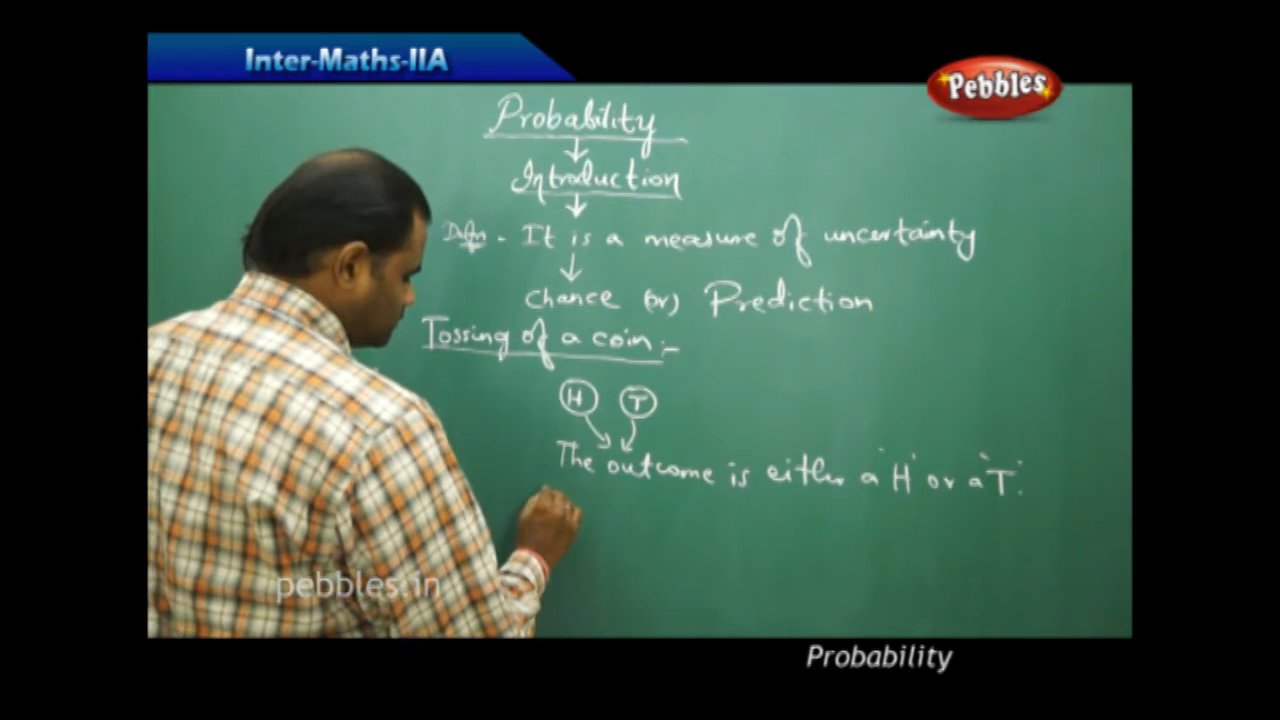 Inter-Maths-IIA
Pebbles
Probability
Introduction
Defn - It is a measure of uncertainty
Chance (or) Prediction
Tossing of a coin :-
H T
The outcome is either a 'H' or a 'T'.
pebbles.in
Probability